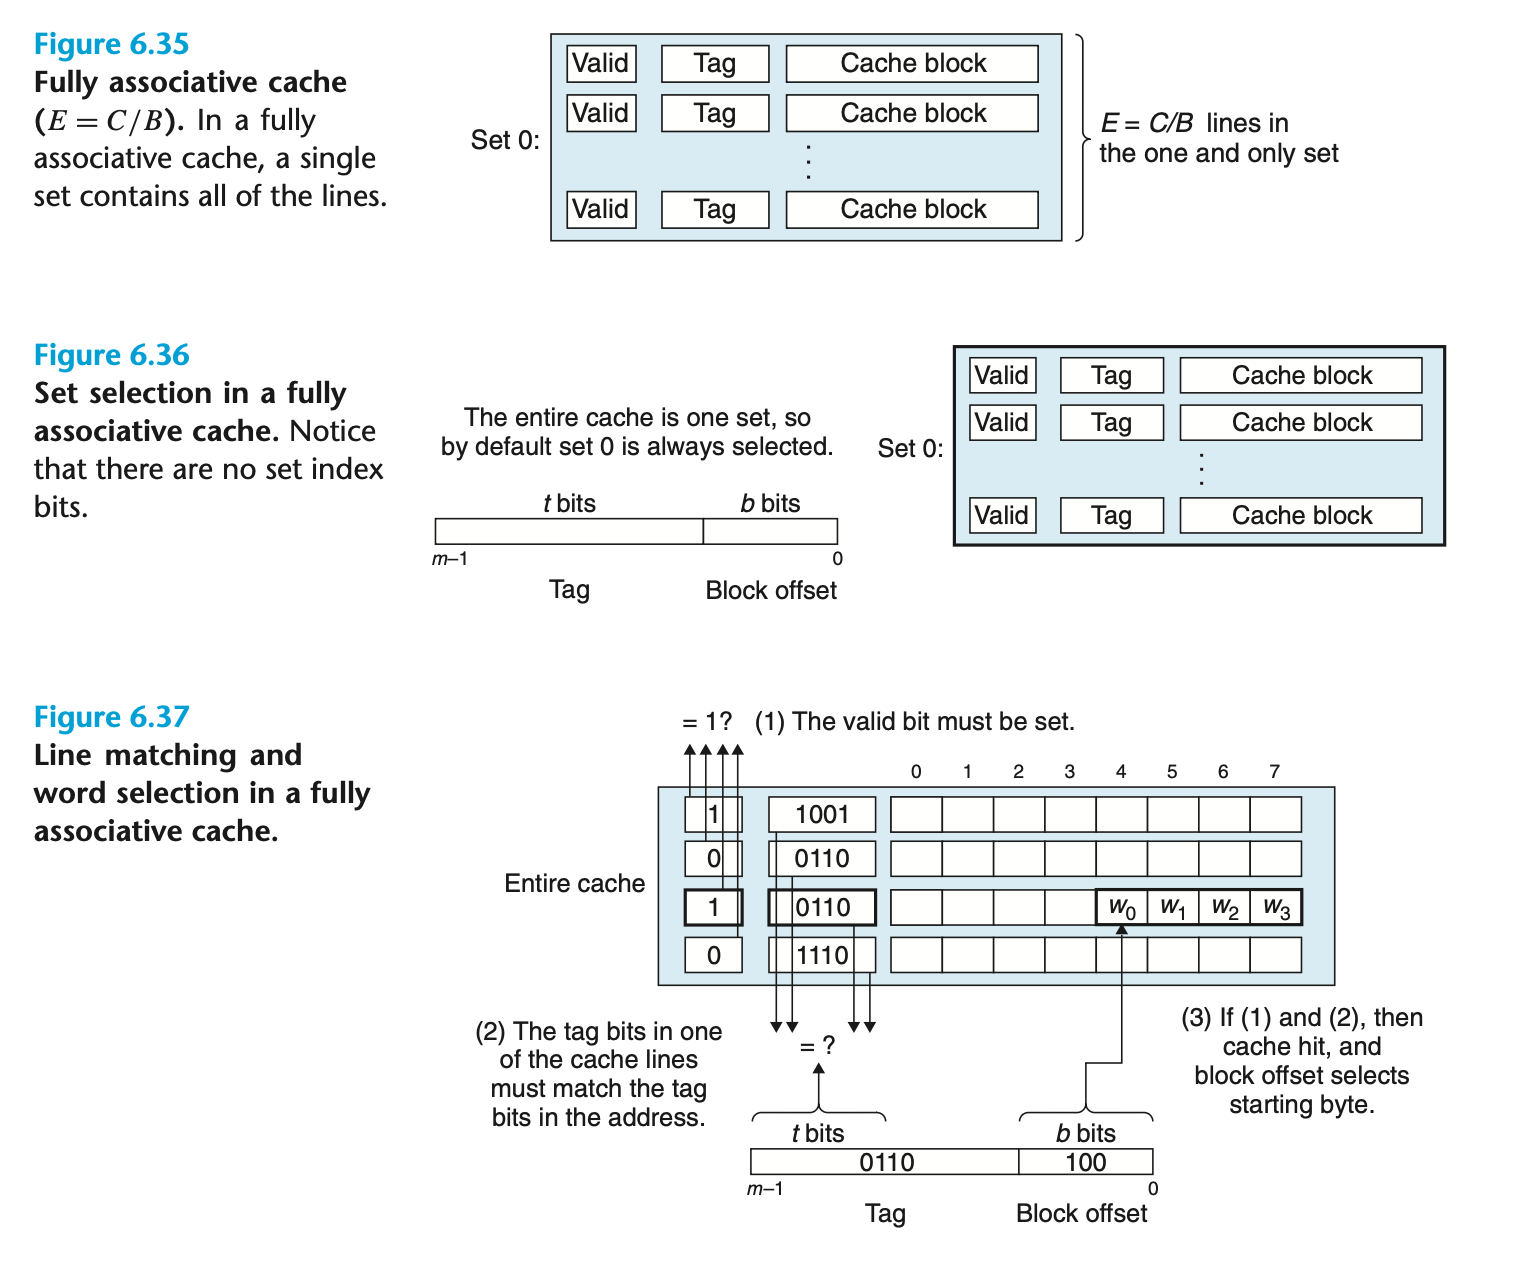 Figure 6.35
Fully associative cache
(E = C/B). In a fully
associative cache, a single
set contains all of the lines.
Set 0:
Valid Tag Cache block
Valid Tag Cache block
⋮
Valid Tag Cache block
E = C/B lines in
the one and only set
Figure 6.36
Set selection in a fully
associative cache. Notice
that there are no set index
bits.
The entire cache is one set, so
by default set 0 is always selected.
t bits b bits
m–1 0
Tag Block offset
Set 0:
Valid Tag Cache block
Valid Tag Cache block
⋮
Valid Tag Cache block
Figure 6.37
Line matching and
word selection in a fully
associative cache.
= 1? (1) The valid bit must be set.
0 1 2 3 4 5 6 7
Entire cache
1 1001
0 0110
1 0110 w0 w1 w2 w3
0 1110
(2) The tag bits in one
of the cache lines
must match the tag
bits in the address.
= ?
(3) If (1) and (2), then
cache hit, and
block offset selects
starting byte.
t bits b bits
0110 100
m–1 0
Tag Block offset